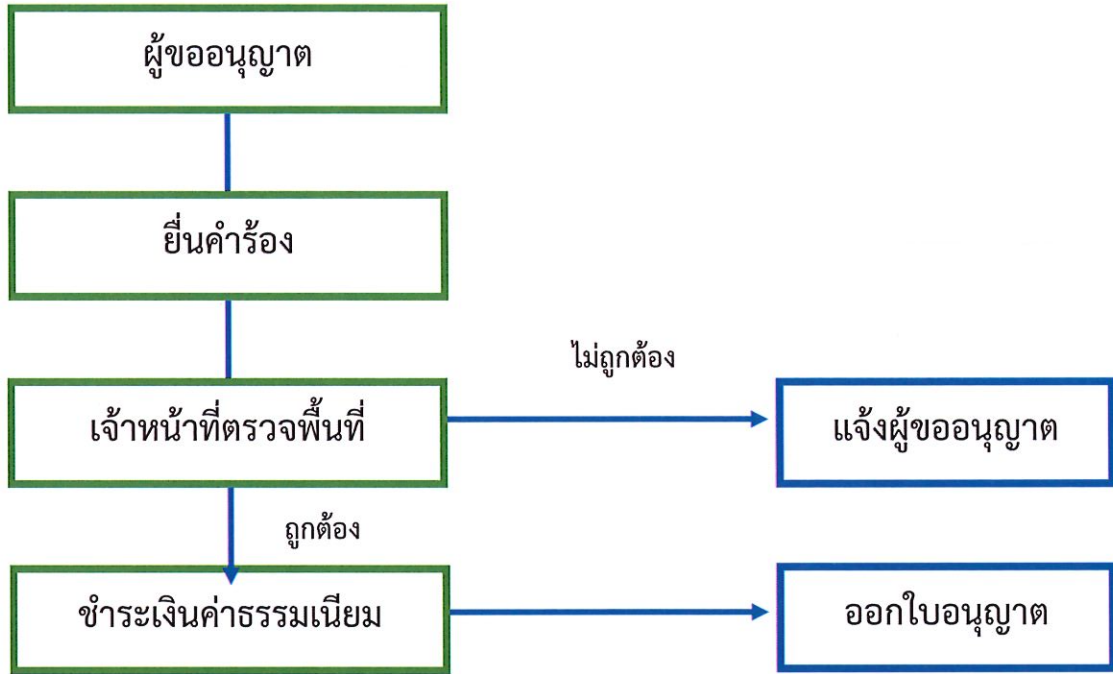 ผู้ขออนุญาต
ยื่นคำร้อง
ไม่ถูกต้อง
เจ้าหน้าที่ตรวจพื้นที่
แจ้งผู้ขออนุญาต
ถูกต้อง
ชำระเงินค่าธรรมเนียม
ออกใบอนุญาต